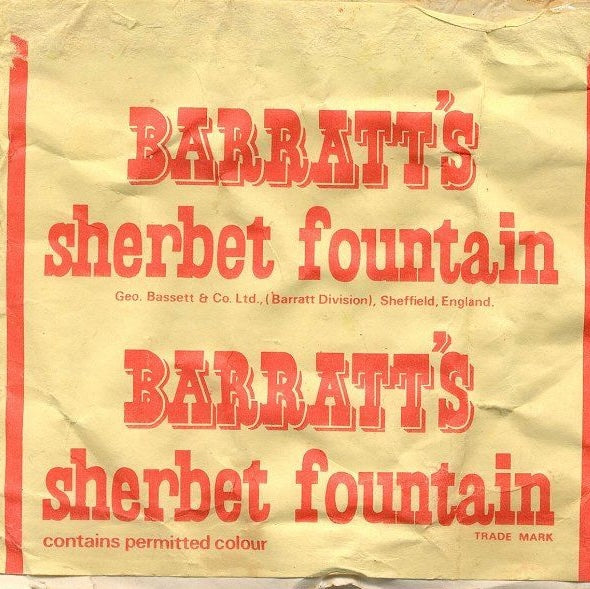 BARRATT'S
sherbet fountain
Geo. Bassett & Co. Ltd., (Barratt Division), Sheffield, England.
BARRATT'S
sherbet fountain
TRADE MARK
contains permitted colour